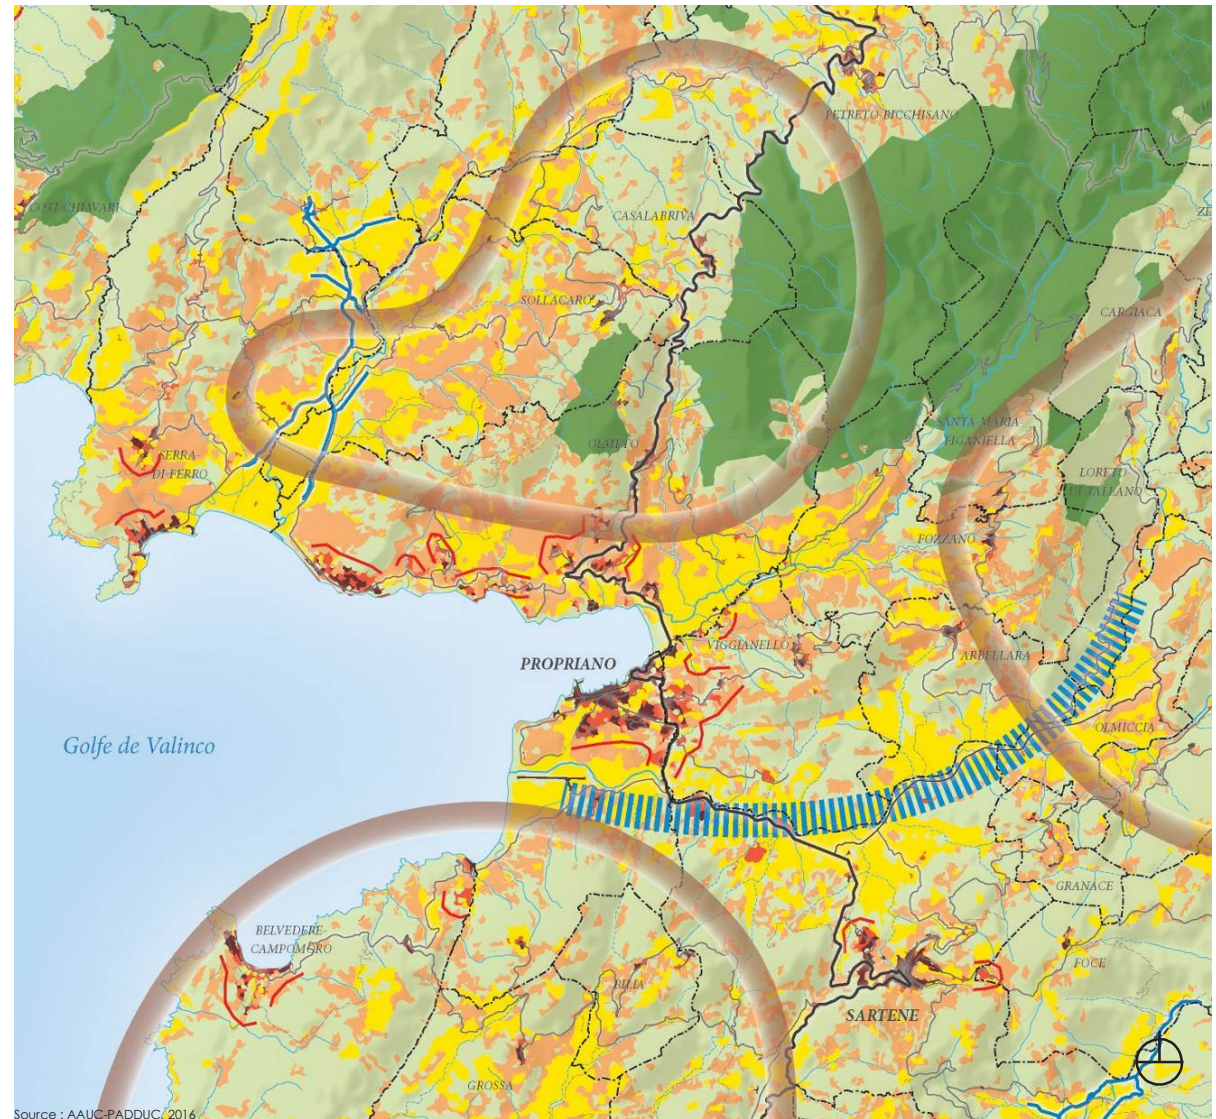 PETRETO-BICCHISANO
COTI-CHIAVARI
CASALABRIVA
SOLLACARO
CARGIACA
OLMETO
SANTA-MARIA
FIGANIELLA
SERRA-
DI-FERRO
LORETO
DI-TALLANO
FOZZANO
VIGGIANELLO
ARBELLARA
PROPRIANO
OLMICCIA
Golfe de Valinco
GRANACE
BELVEDERE-
CAMPOMORO
FOCE
BILIA
SARTENE
GROSSA
Source : AAUC-PADDUC, 2016